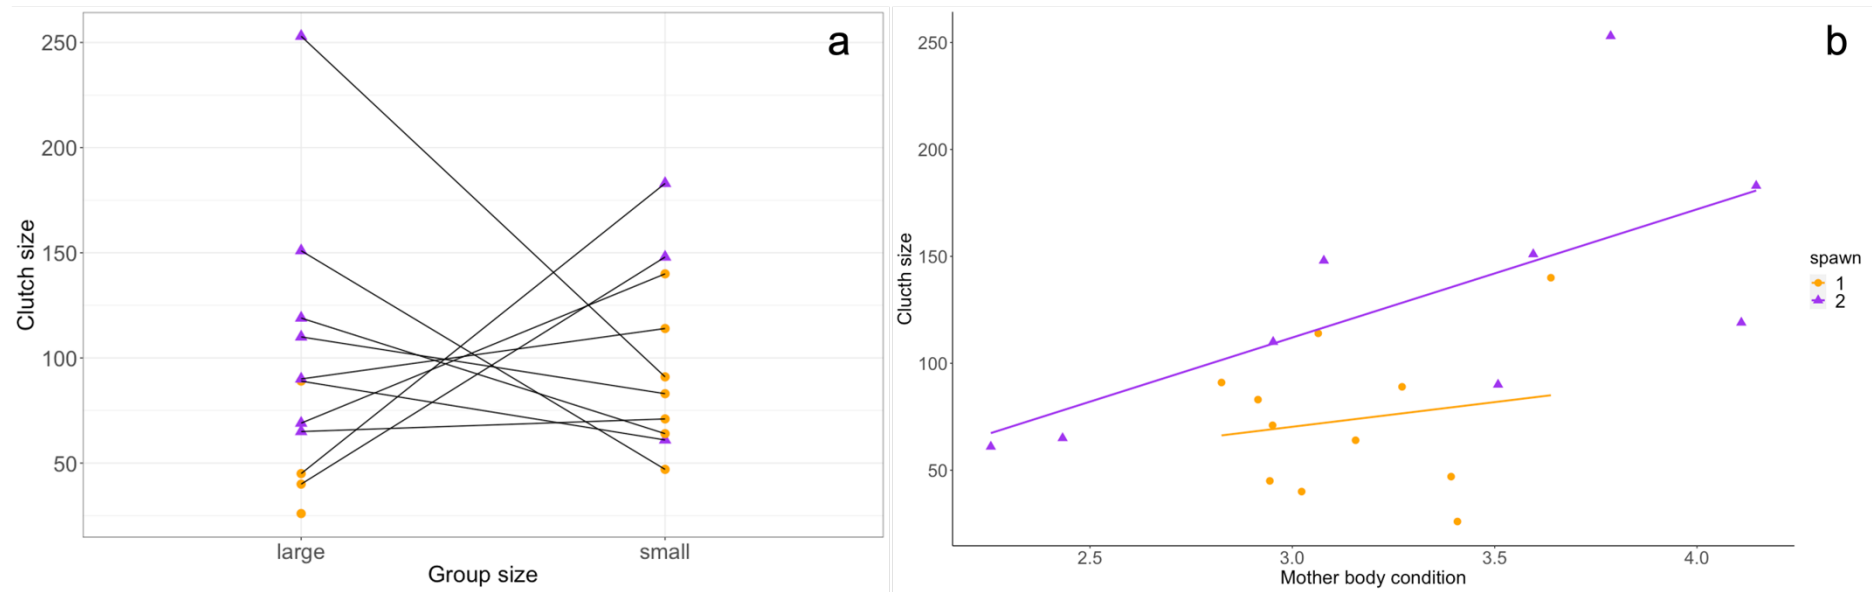 a
250
200
150
100
50
Clutch size
large small
Group size
b
250
200
150
100
50
Clucth size
2.5 3.0 3.5 4.0
Mother body condition
spawn
1
2